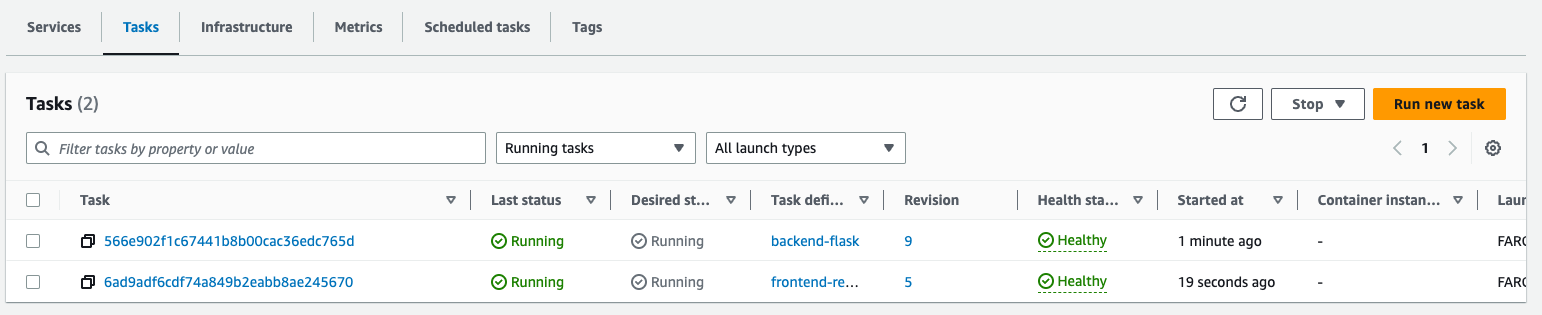 Services Tasks Infrastructure Metrics Scheduled tasks Tags
Tasks (2) Stop Run new task
Filter tasks by property or value Running tasks All launch types 1
Task Last status Desired st... Task defi... Revision Health sta... Started at Container instan... Laun
566e902f1c67441b8b00cac36edc765d Running Running backend-flask 9 Healthy 1 minute ago - FARG
6ad9adf6cdf74a849b2eabb8ae245670 Running Running frontend-re... 5 Healthy 19 seconds ago - FARG